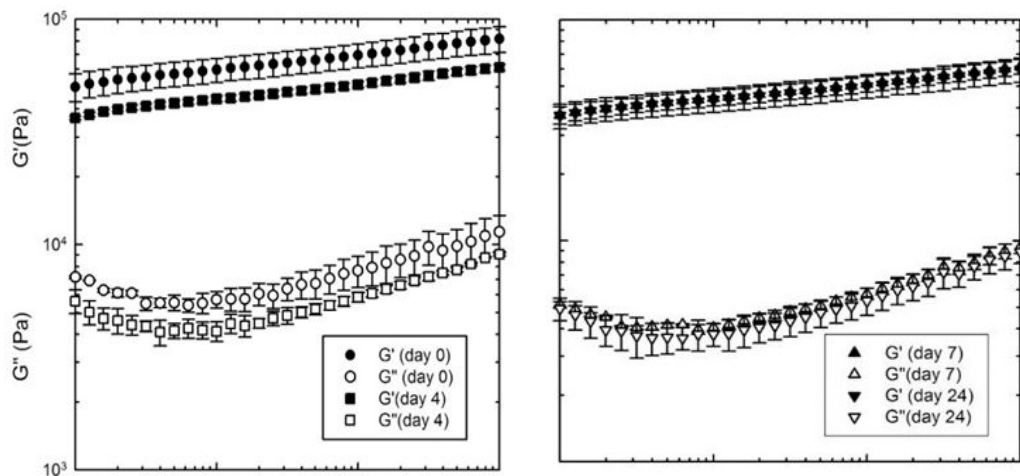 10⁵
G'(Pa)
10⁴
G" (Pa)
10³
G' (day 0)
G" (day 0)
G'(day 4)
G"(day 4)
G' (day 7)
G"(day 7)
G' (day 24)
G"(day 24)